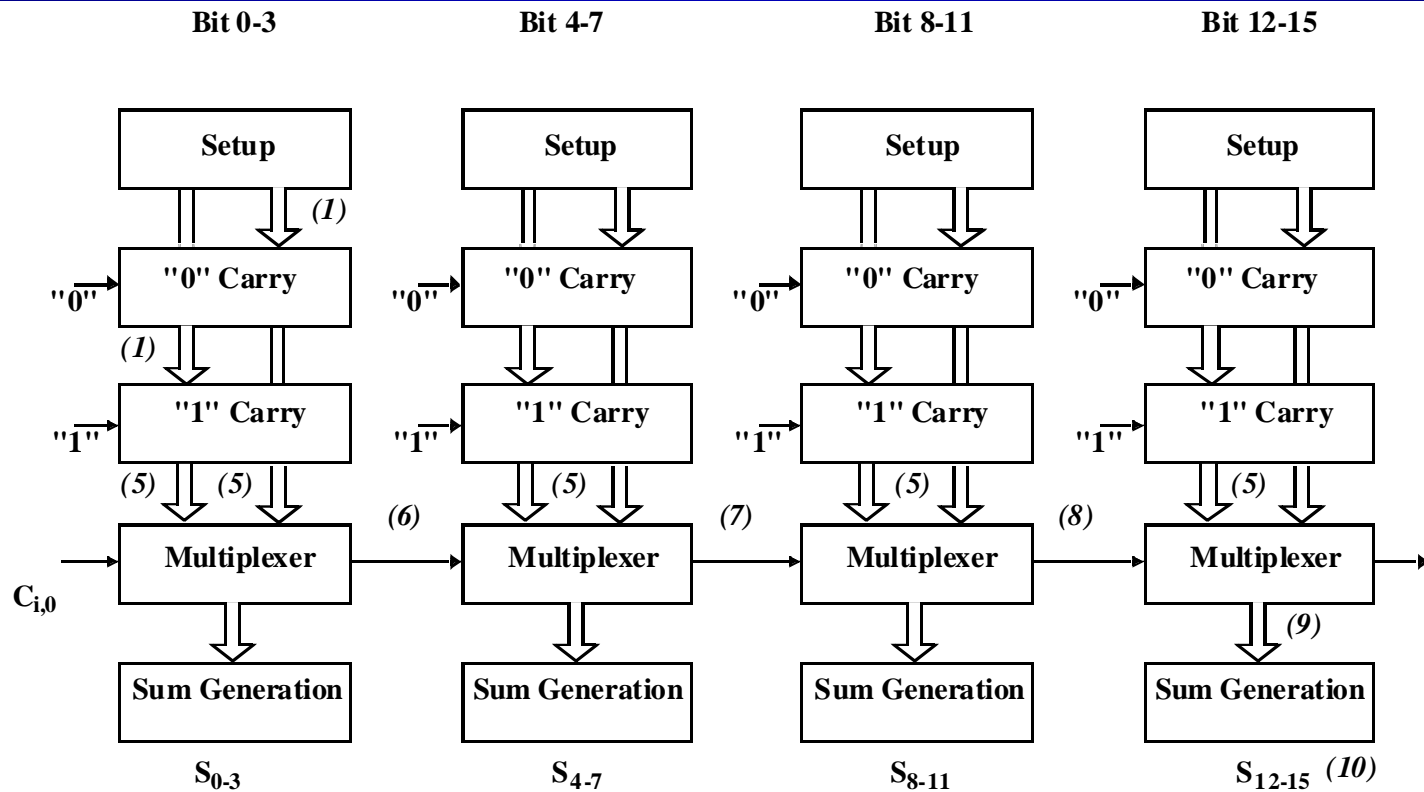 Bit 0-3 Bit 4-7 Bit 8-11 Bit 12-15
Setup Setup Setup Setup
(1)
"0" Carry "0" Carry "0" Carry "0" Carry
"0" "0" "0" "0"
(1)
"1" Carry "1" Carry "1" Carry "1" Carry
"1" "1" "1" "1"
(5) (5) (5) (5) (5)
(6) (7) (8)
Multiplexer Multiplexer Multiplexer Multiplexer
Ci,0
(9)
Sum Generation Sum Generation Sum Generation Sum Generation
S0-3 S4-7 S8-11 S12-15 (10)